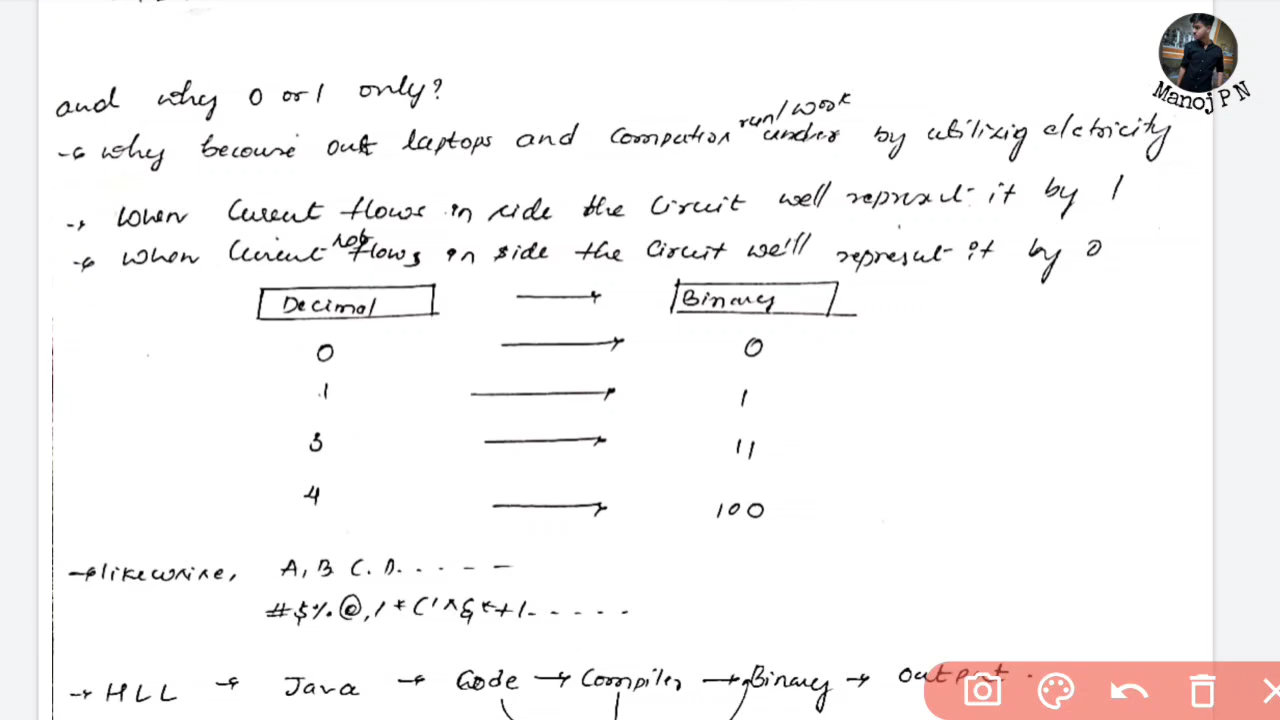 Manoj P N
and why 0 or 1 only?
→ why because our laptops and run/work under by utilizig eletricity
→ when Current flows in side the Circuit we'll represent it by 1
→ when Current not flows in side the Circuit we'll represent it by 0
Decimal → Binary
0 → 0
1 → 1
3 → 11
4 → 100
→ likewise, A, B C. D. . . - -
#$%@,
→ HLL → Java → Code → Compiler → Binary → output.